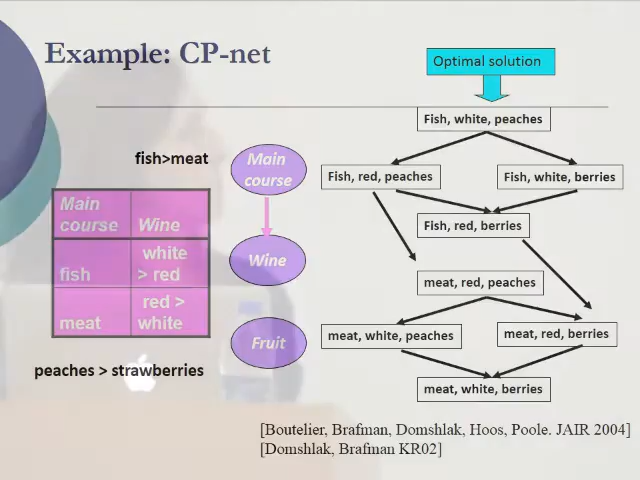 Example: CP-net
Optimal solution
Fish, white, peaches
fish>meat
Main
course
Fish, red, peaches
Fish, white, berries
Main
course
Wine
Fish, red, berries
fish
white
> red
Wine
meat, red, peaches
meat
red >
white
Fruit
meat, white, peaches
meat, red, berries
peaches > strawberries
meat, white, berries
[Boutelier, Brafman, Domshlak, Hoos, Poole. JAIR 2004]
[Domshlak, Brafman KR02]